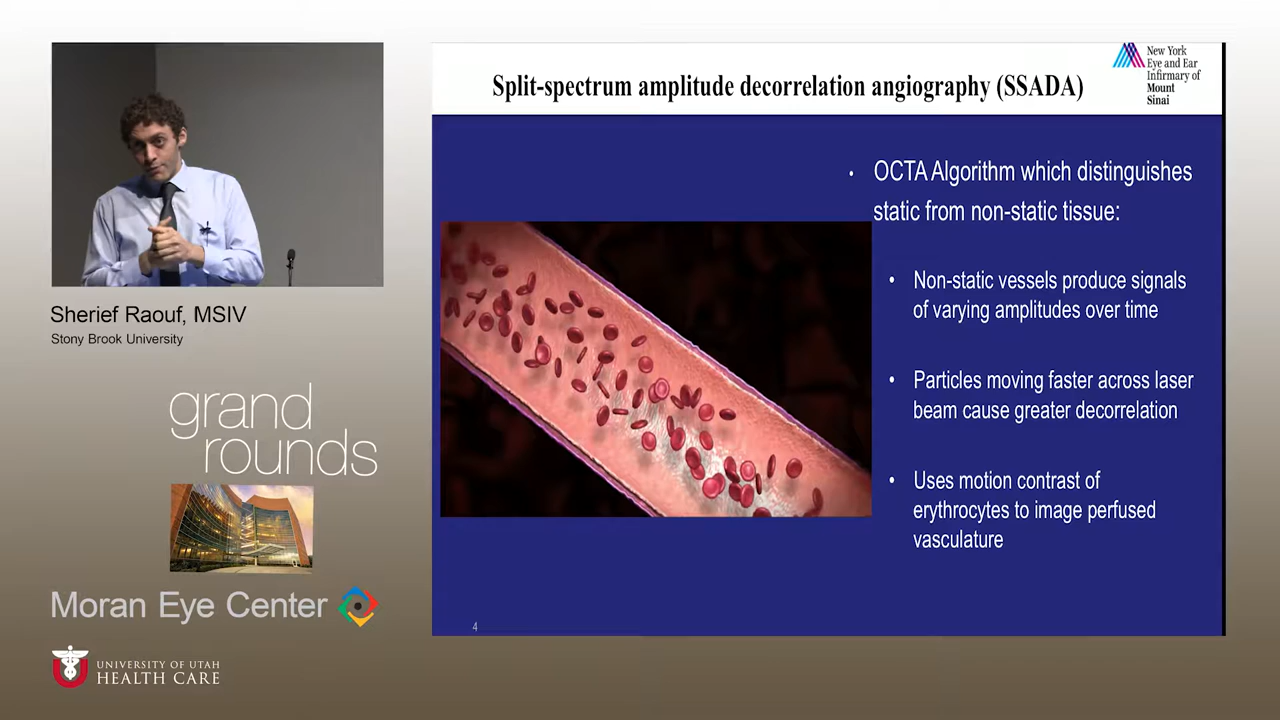 Split-spectrum amplitude decorrelation angiography (SSADA)
New York
Eye and Ear
Infirmary of
Mount
Sinai
• OCTA Algorithm which distinguishes
static from non-static tissue:
• Non-static vessels produce signals
of varying amplitudes over time
• Particles moving faster across laser
beam cause greater decorrelation
• Uses motion contrast of
erythrocytes to image perfused
vasculature
4
Sherief Raouf, MSIV
Stony Brook University
grand
rounds
Moran Eye Center
UNIVERSITY OF UTAH
HEALTH CARE